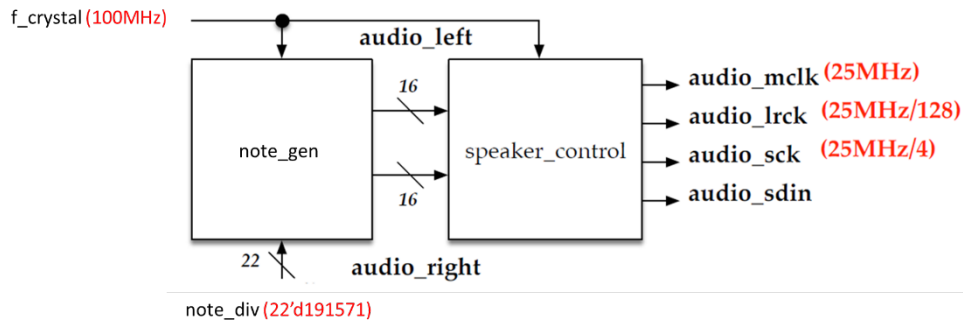 f_crystal (100MHz)
audio_left
audio_mclk (25MHz)
16
audio_lrck (25MHz/128)
note_gen
speaker_control
audio_sck (25MHz/4)
16
audio_sdin
22
audio_right
note_div (22'd191571)